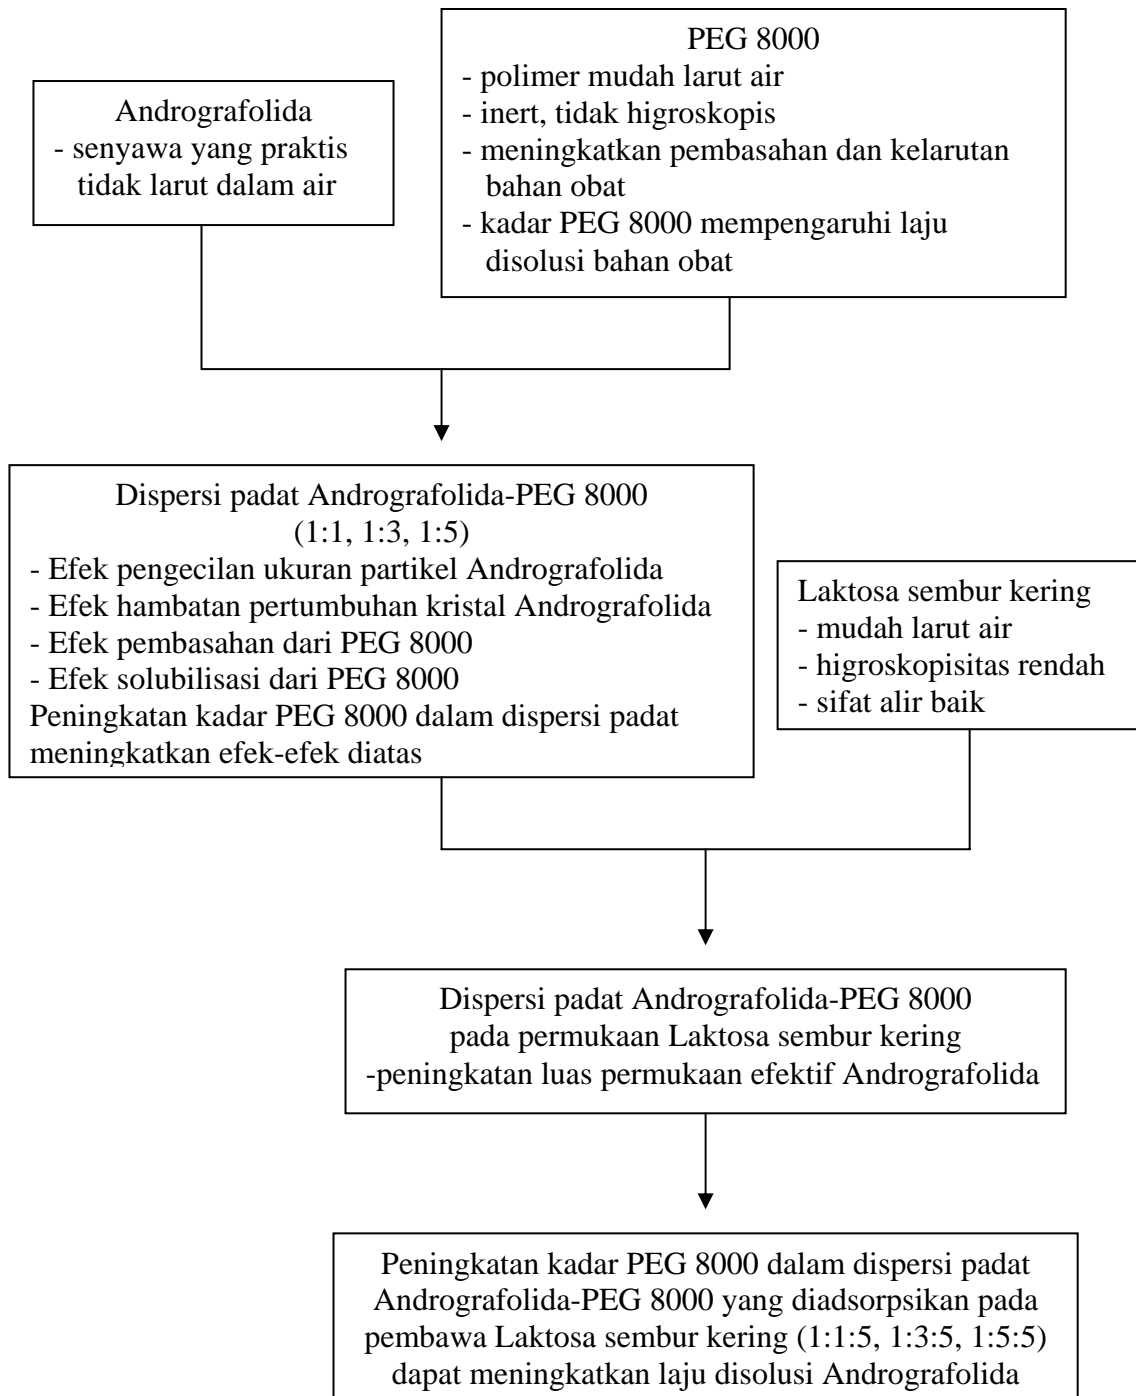 PEG 8000
- polimer mudah larut air
- inert, tidak higroskopis
- meningkatkan pembasahan dan kelarutan
bahan obat
- kadar PEG 8000 mempengaruhi laju
disolusi bahan obat
Andrografolida
- senyawa yang praktis
tidak larut dalam air
Dispersi padat Andrografolida-PEG 8000
(1:1, 1:3, 1:5)
- Efek pengecilan ukuran partikel Andrografolida
- Efek hambatan pertumbuhan kristal Andrografolida
- Efek pembasahan dari PEG 8000
- Efek solubilisasi dari PEG 8000
Peningkatan kadar PEG 8000 dalam dispersi padat
meningkatkan efek-efek diatas
Laktosa sembur kering
- mudah larut air
- higroskopisitas rendah
- sifat alir baik
Dispersi padat Andrografolida-PEG 8000
pada permukaan Laktosa sembur kering
-peningkatan luas permukaan efektif Andrografolida
Peningkatan kadar PEG 8000 dalam dispersi padat
Andrografolida-PEG 8000 yang diadsorpsikan pada
pembawa Laktosa sembur kering (1:1:5, 1:3:5, 1:5:5)
dapat meningkatkan laju disolusi Andrografolida